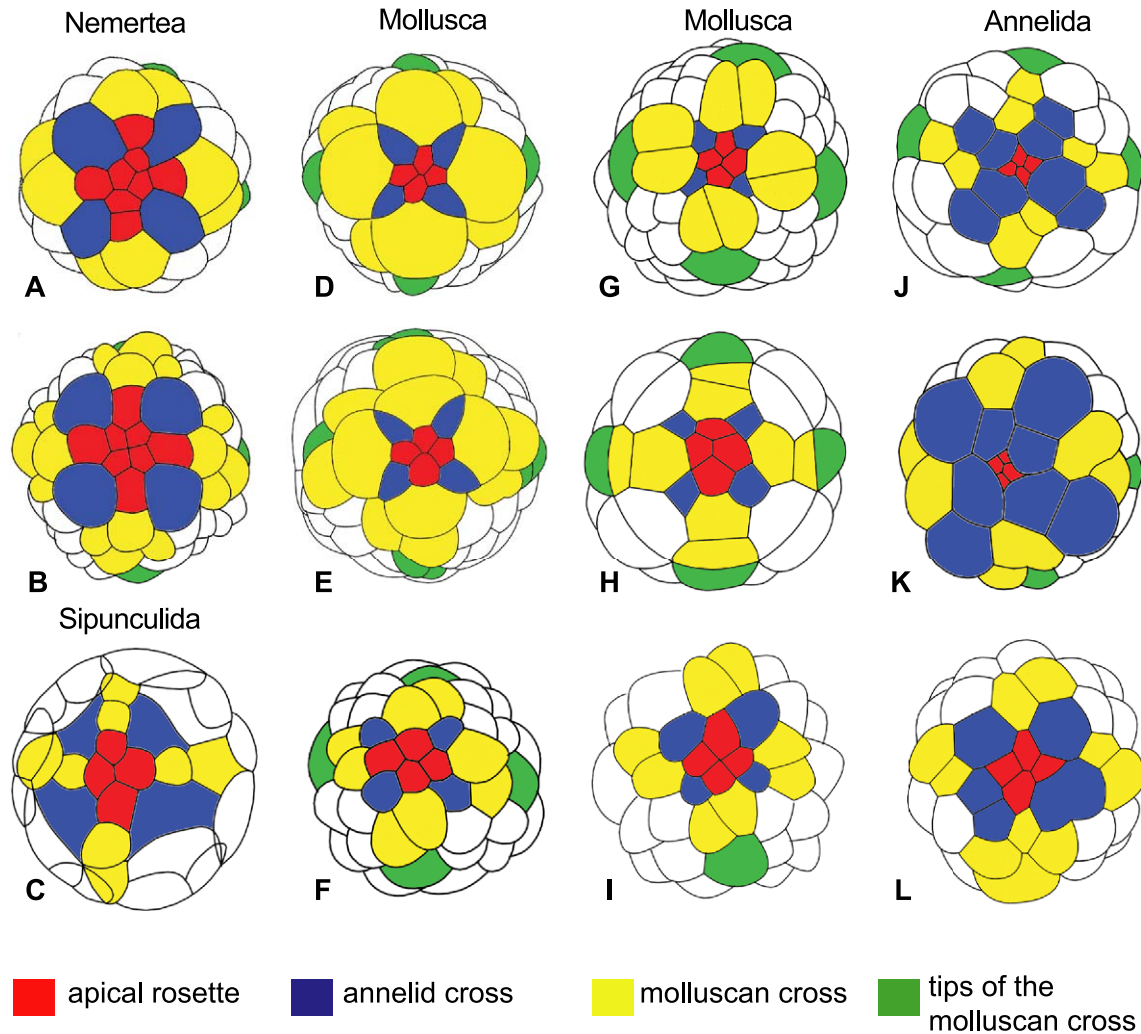 Nemertea
Mollusca
Mollusca
Annelida
A
D
G
J
B
E
H
K
Sipunculida
C
F
I
L
apical rosette
annelid cross
molluscan cross
tips of the
molluscan cross